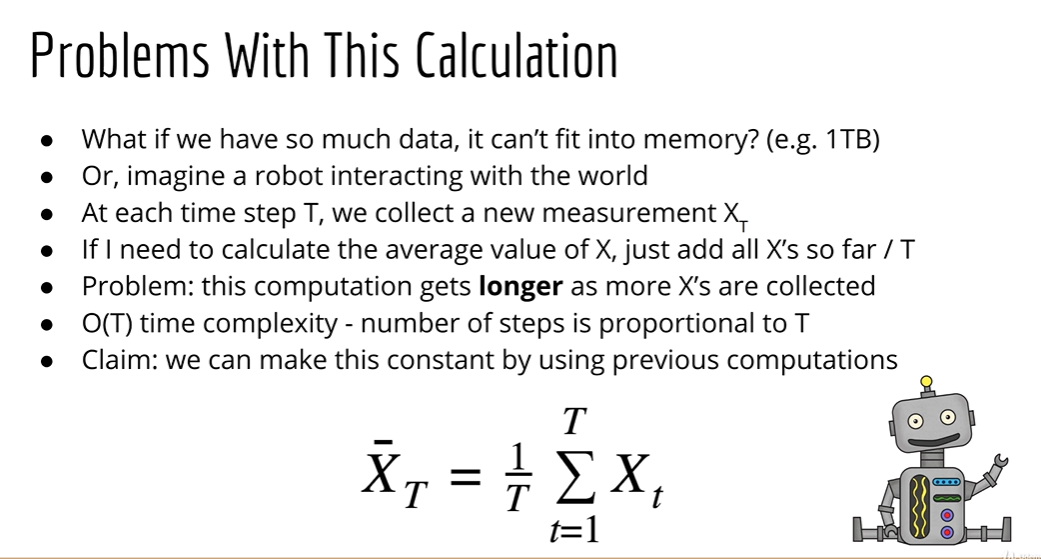 Problems With This Calculation
● What if we have so much data, it can’t fit into memory? (e.g. 1TB)
● Or, imagine a robot interacting with the world
● At each time step T, we collect a new measurement X_T
● If I need to calculate the average value of X, just add all X’s so far / T
● Problem: this computation gets longer as more X’s are collected
● O(T) time complexity - number of steps is proportional to T
● Claim: we can make this constant by using previous computations
X̄_T = 1/T ∑_{t=1}^{T} X_t